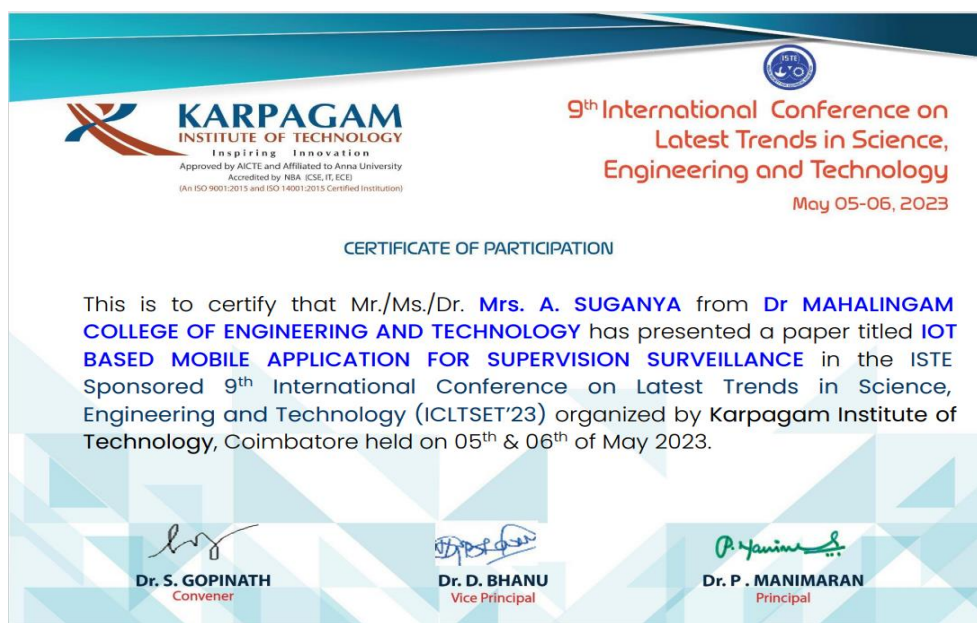 ISTE
KARPAGAM
INSTITUTE OF TECHNOLOGY
Inspiring Innovation
Approved by AICTE and Affiliated to Anna University
Accredited by NBA (CSE, IT, ECE)
(An ISO 9001:2015 and ISO 14001:2015 Certified Institution)
9th International Conference on
Latest Trends in Science,
Engineering and Technology
May 05-06, 2023
CERTIFICATE OF PARTICIPATION
This is to certify that Mr./Ms./Dr. Mrs. A. SUGANYA from Dr MAHALINGAM
COLLEGE OF ENGINEERING AND TECHNOLOGY has presented a paper titled IOT
BASED MOBILE APPLICATION FOR SUPERVISION SURVEILLANCE in the ISTE
Sponsored 9th International Conference on Latest Trends in Science,
Engineering and Technology (ICLTSET'23) organized by Karpagam Institute of
Technology, Coimbatore held on 05th & 06th of May 2023.
Dr. S. GOPINATH
Convener
Dr. D. BHANU
Vice Principal
Dr. P . MANIMARAN
Principal